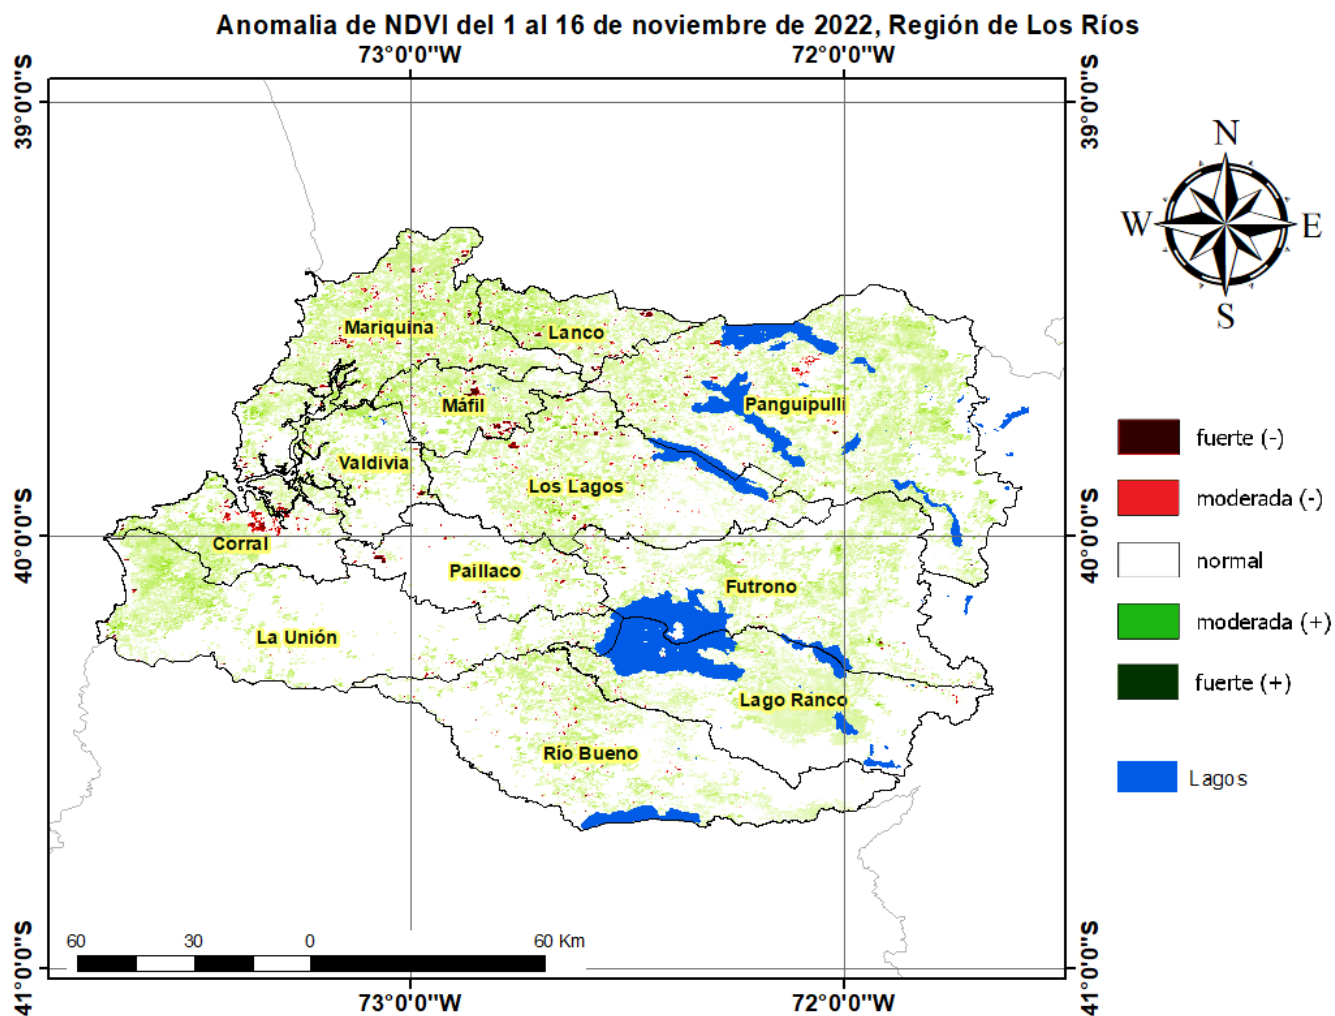 Anomalia de NDVI del 1 al 16 de noviembre de 2022, Región de Los Ríos
73°0'0"W
72°0'0"W
39°0'0"S
39°0'0"S
N
W
E
S
Mariquina
Lanco
Máfil
Panguipulli
Valdivia
Los Lagos
Corral
Paillaco
Futrono
La Unión
Lago Ranco
Río Bueno
40°0'0"S
40°0'0"S
fuerte (-)
moderada (-)
normal
moderada (+)
fuerte (+)
Lagos
60
30
0
60 Km
41°0'0"S
41°0'0"S
73°0'0"W
72°0'0"W